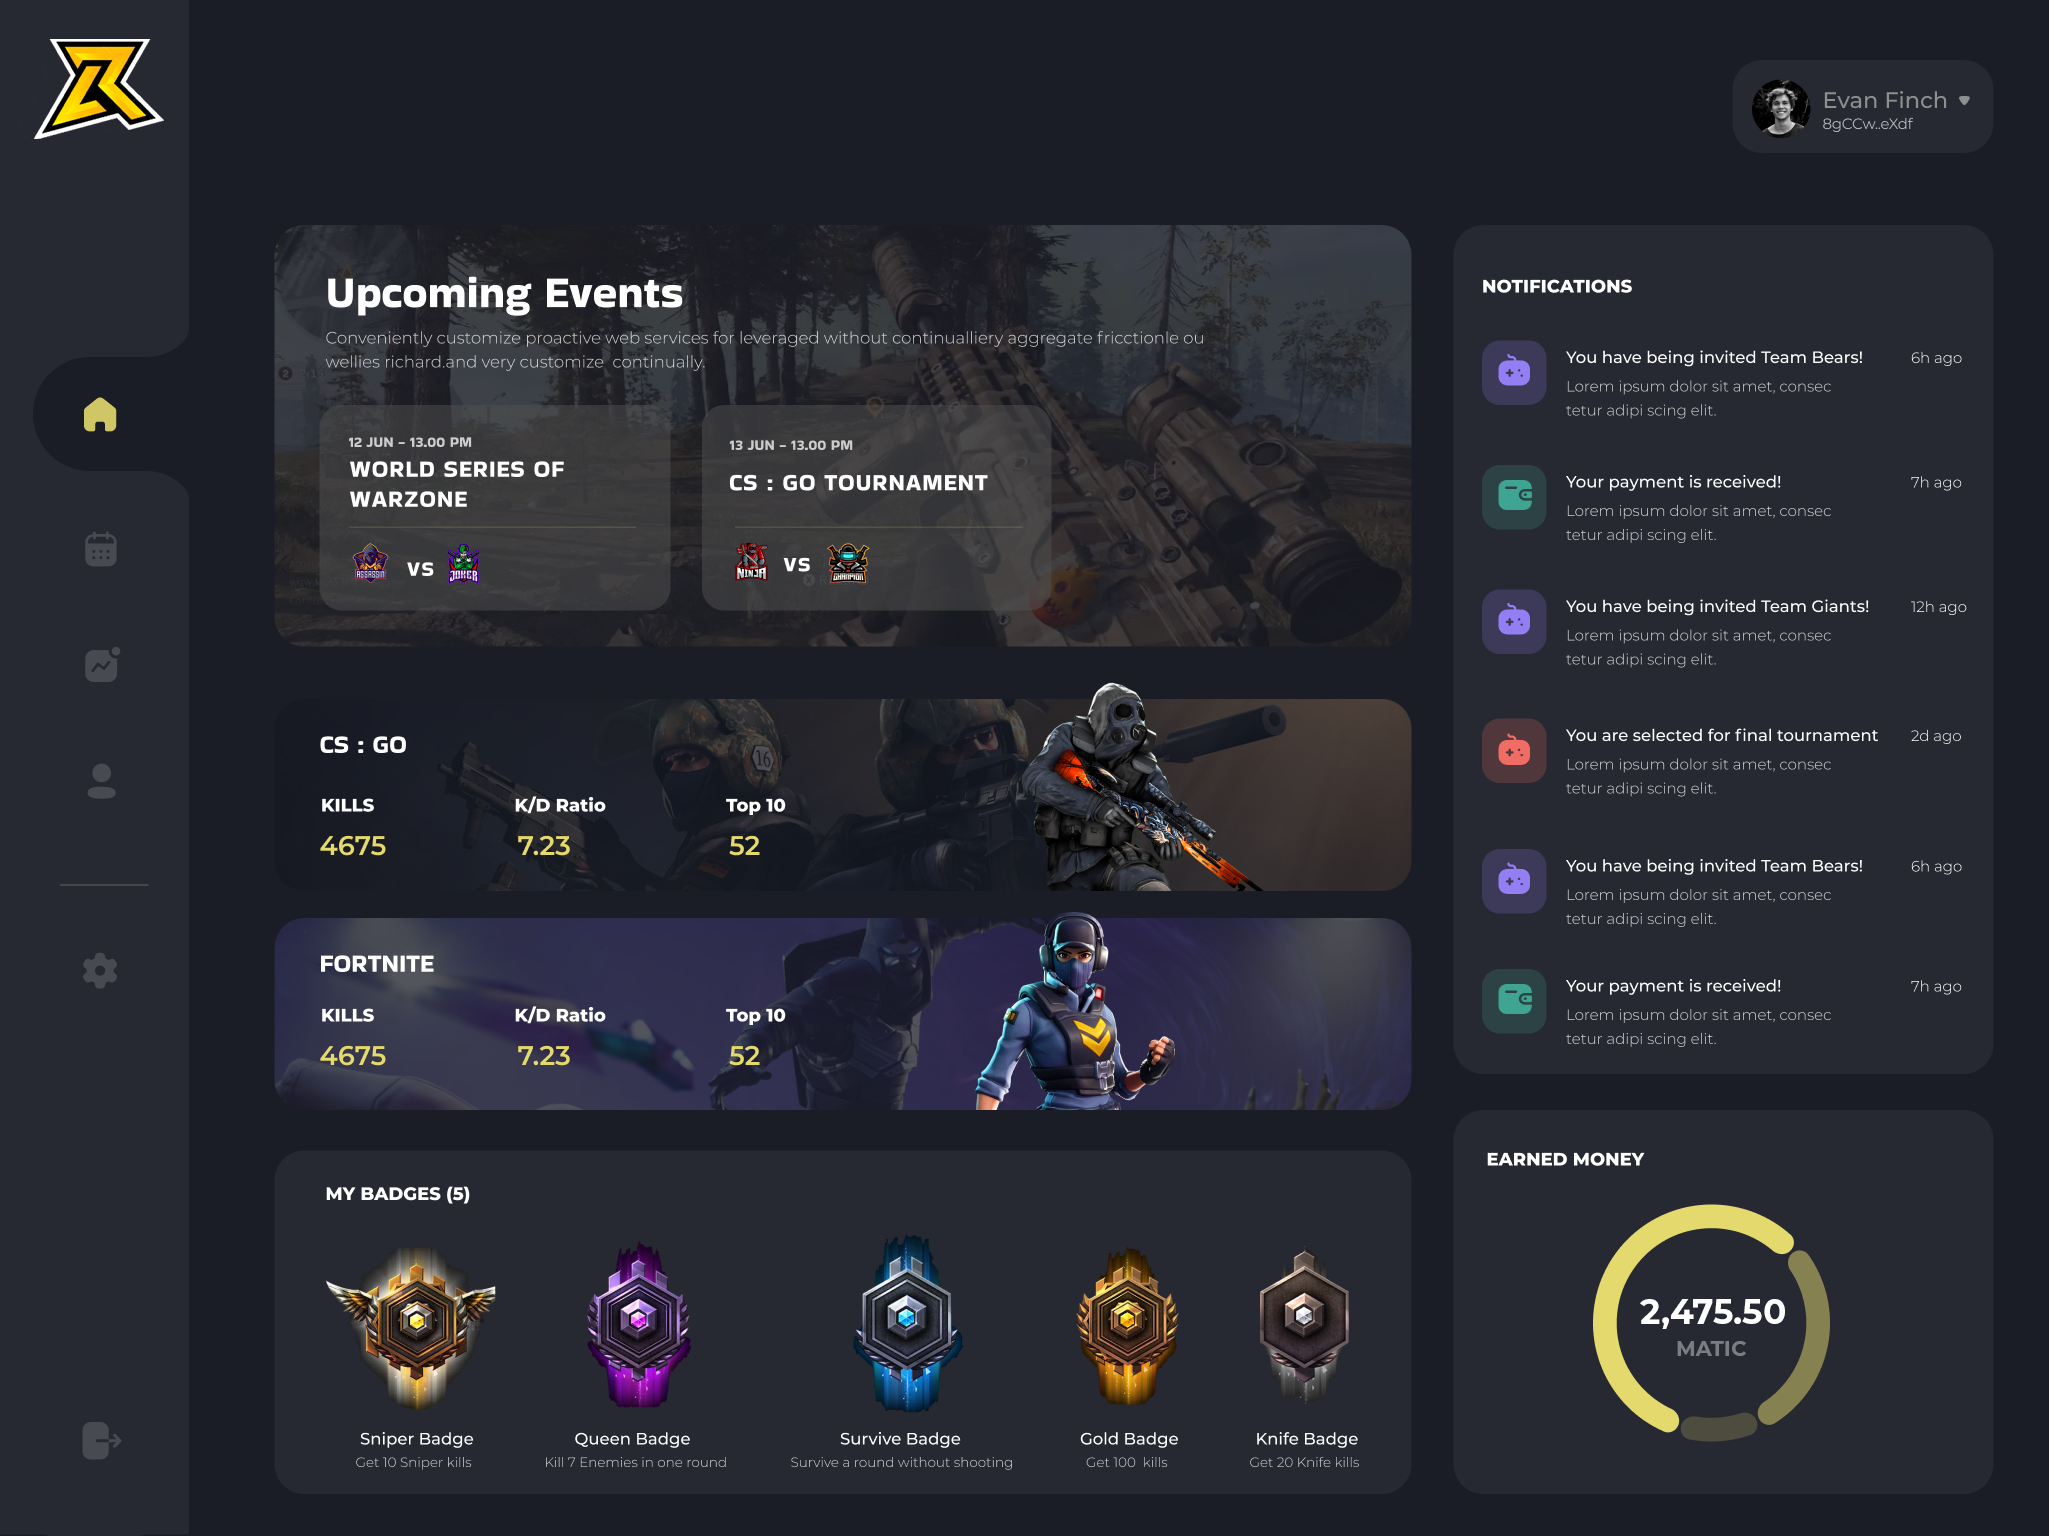 Evan Finch
8gCCw..eXdf
Upcoming Events
Conveniently customize proactive web services for leveraged without continualliery aggregate fricctionle ou
wellies richard.and very customize  continually.
12 JUN - 13.00 PM
WORLD SERIES OF
WARZONE
ASSASSIN
VS
JOKER
13 JUN - 13.00 PM
CS : GO TOURNAMENT
NINJA
VS
CHAMPION
CS : GO
16
KILLS
K/D Ratio
Top 10
4675
7.23
52
FORTNITE
KILLS
K/D Ratio
Top 10
4675
7.23
52
MY BADGES (5)
Sniper Badge
Get 10 Sniper kills
Queen Badge
Kill 7 Enemies in one round
Survive Badge
Survive a round without shooting
Gold Badge
Get 100  kills
Knife Badge
Get 20 Knife kills
NOTIFICATIONS
You have being invited Team Bears!
6h ago
Lorem ipsum dolor sit amet, consec
tetur adipi scing elit.
Your payment is received!
7h ago
Lorem ipsum dolor sit amet, consec
tetur adipi scing elit.
You have being invited Team Giants!
12h ago
Lorem ipsum dolor sit amet, consec
tetur adipi scing elit.
You are selected for final tournament
2d ago
Lorem ipsum dolor sit amet, consec
tetur adipi scing elit.
You have being invited Team Bears!
6h ago
Lorem ipsum dolor sit amet, consec
tetur adipi scing elit.
Your payment is received!
7h ago
Lorem ipsum dolor sit amet, consec
tetur adipi scing elit.
EARNED MONEY
2,475.50
MATIC